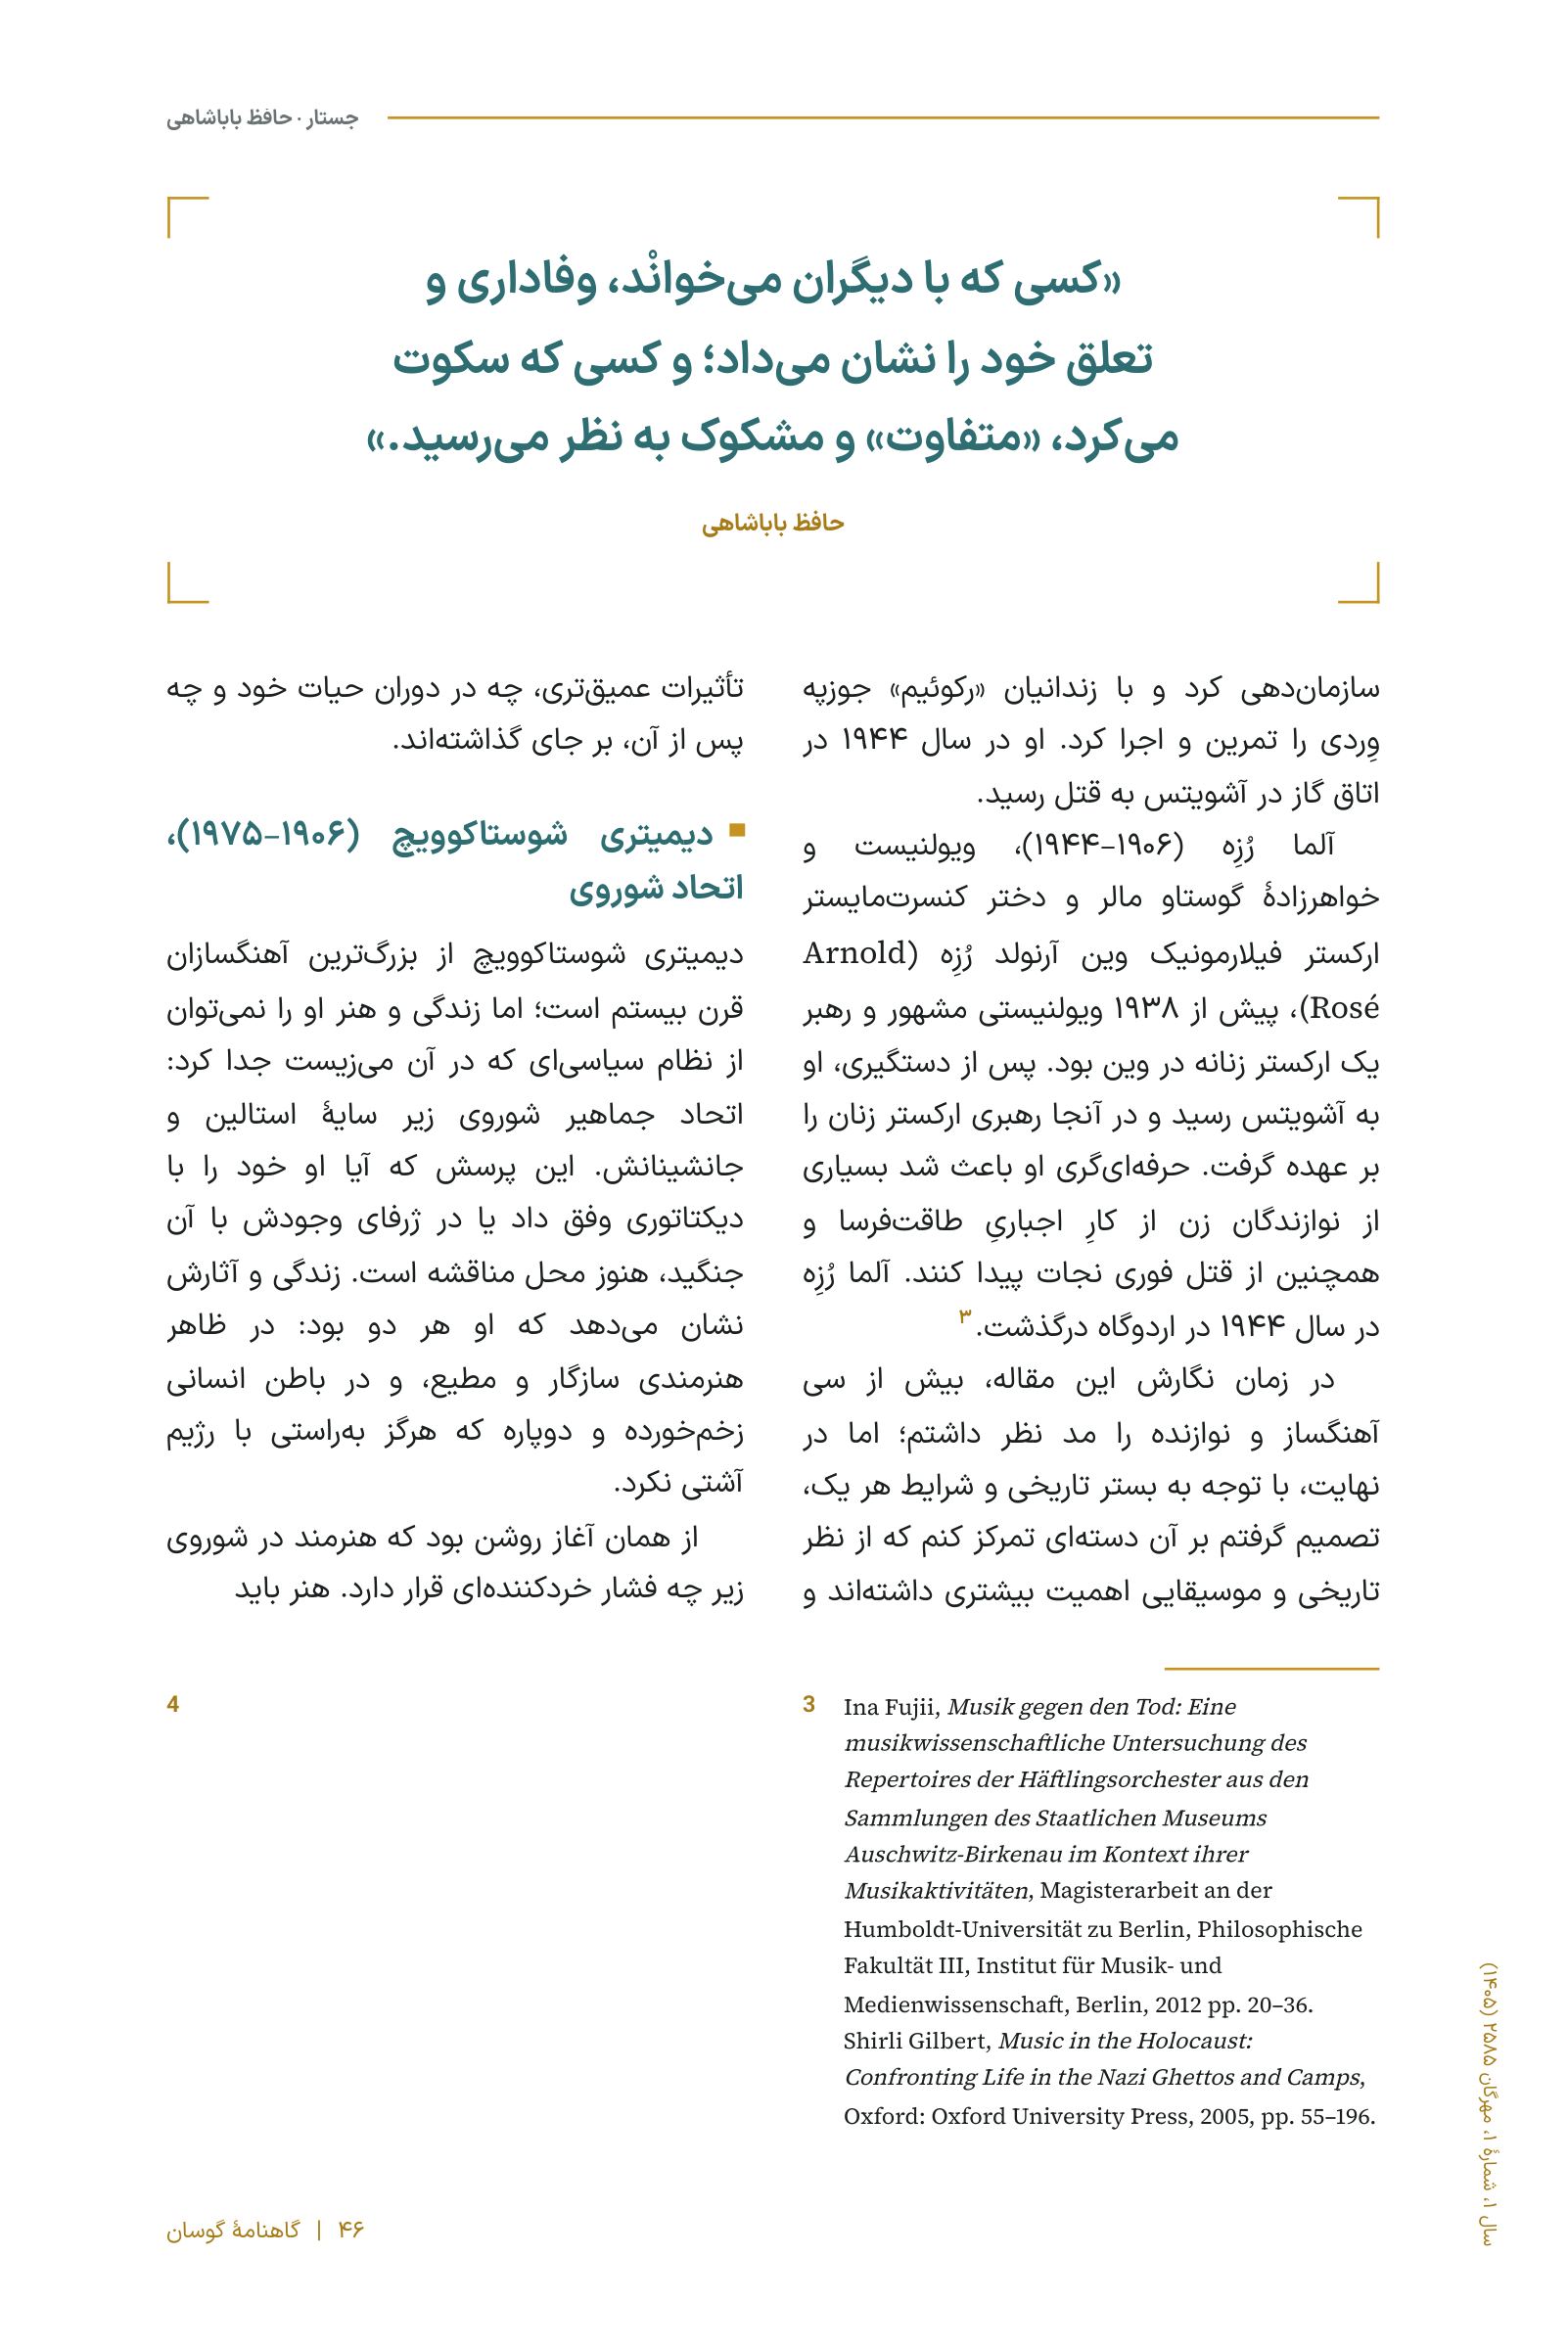 جستار · حافظ باباشاهی
«کسی که با دیگران می‌خوانْد، وفاداری و
تعلق خود را نشان می‌داد؛ و کسی که سکوت
می‌کرد، «متفاوت» و مشکوک به نظر می‌رسید.»
حافظ باباشاهی
سازمان‌دهی کرد و با زندانیان «رکوئیم» جوزپه
وِردی را تمرین و اجرا کرد. او در سال ۱۹۴۴ در
اتاق گاز در آشویتس به قتل رسید.
آلما رُزِه (۱۹۰۶–۱۹۴۴)، ویولنیست و
خواهرزادهٔ گوستاو مالر و دختر کنسرت‌مایستر
ارکستر فیلارمونیک وین آرنولد رُزِه (Arnold
Rosé)، پیش از ۱۹۳۸ ویولنیستی مشهور و رهبر
یک ارکستر زنانه در وین بود. پس از دستگیری، او
به آشویتس رسید و در آنجا رهبری ارکستر زنان را
بر عهده گرفت. حرفه‌ای‌گری او باعث شد بسیاری
از نوازندگان زن از کارِ اجباریِ طاقت‌فرسا و
همچنین از قتل فوری نجات پیدا کنند. آلما رُزِه
در سال ۱۹۴۴ در اردوگاه درگذشت.۳
در زمان نگارش این مقاله، بیش از سی
آهنگساز و نوازنده را مد نظر داشتم؛ اما در
نهایت، با توجه به بستر تاریخی و شرایط هر یک،
تصمیم گرفتم بر آن دسته‌ای تمرکز کنم که از نظر
تاریخی و موسیقایی اهمیت بیشتری داشته‌اند و
تأثیرات عمیق‌تری، چه در دوران حیات خود و چه
پس از آن، بر جای گذاشته‌اند.
■ دیمیتری شوستاکوویچ (۱۹۰۶–۱۹۷۵)،
اتحاد شوروی
دیمیتری شوستاکوویچ از بزرگ‌ترین آهنگسازان
قرن بیستم است؛ اما زندگی و هنر او را نمی‌توان
از نظام سیاسی‌ای که در آن می‌زیست جدا کرد:
اتحاد جماهیر شوروی زیر سایهٔ استالین و
جانشینانش. این پرسش که آیا او خود را با
دیکتاتوری وفق داد یا در ژرفای وجودش با آن
جنگید، هنوز محل مناقشه است. زندگی و آثارش
نشان می‌دهد که او هر دو بود: در ظاهر
هنرمندی سازگار و مطیع، و در باطن انسانی
زخم‌خورده و دوپاره که هرگز به‌راستی با رژیم
آشتی نکرد.
از همان آغاز روشن بود که هنرمند در شوروی
زیر چه فشار خردکننده‌ای قرار دارد. هنر باید
3 Ina Fujii, Musik gegen den Tod: Eine
musikwissenschaftliche Untersuchung des
Repertoires der Häftlingsorchester aus den
Sammlungen des Staatlichen Museums
Auschwitz-Birkenau im Kontext ihrer
Musikaktivitäten, Magisterarbeit an der
Humboldt-Universität zu Berlin, Philosophische
Fakultät III, Institut für Musik- und
Medienwissenschaft, Berlin, 2012 pp. 20–36.
Shirli Gilbert, Music in the Holocaust:
Confronting Life in the Nazi Ghettos and Camps,
Oxford: Oxford University Press, 2005, pp. 55–196.
4
سال ۱، شمارهٔ ۱، مهرگان ۲۵۸۵ (۱۴۰۵)
۴۶ | گاهنامهٔ گوسان